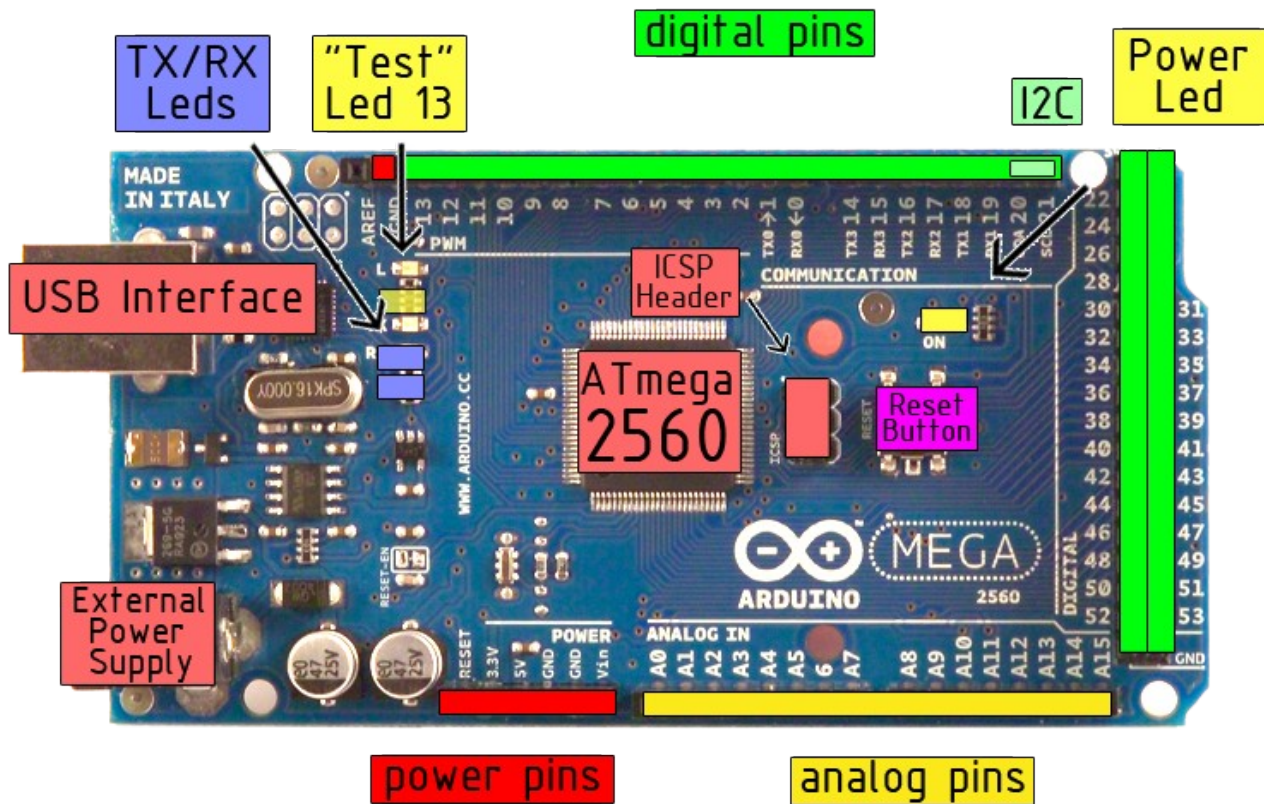 digital pins
TX/RX
Leds
"Test"
Led 13
I2C
Power
Led
MADE
IN ITALY
AREF
GND
13
12
11
10
9
8
7
6
5
4
3
2
TX0→1
RX0←0
TX3 14
RX3 15
TX2 16
RX2 17
TX1 18
RX1 19
20
21
PWM
COMMUNICATION
L
USB Interface
ICSP
Header
ON
ATmega
2560
ICSP
RESET
Reset
Button
SPK16.000Y
WWW.ARDUINO.CC
22
24
26
28
30
31
32
33
34
35
36
37
38
39
40
41
42
43
44
45
46
47
48
49
50
51
52
53
GND
DIGITAL
269-5G
RA923
RESET-EN
MEGA
ARDUINO
2560
External
Power
Supply
47
25V
47
25V
POWER
RESET
3.3V
5V
GND
GND
Vin
ANALOG IN
A0
A1
A2
A3
A4
A5
6
A7
A8
A9
A10
A11
A12
A13
A14
A15
power pins
analog pins